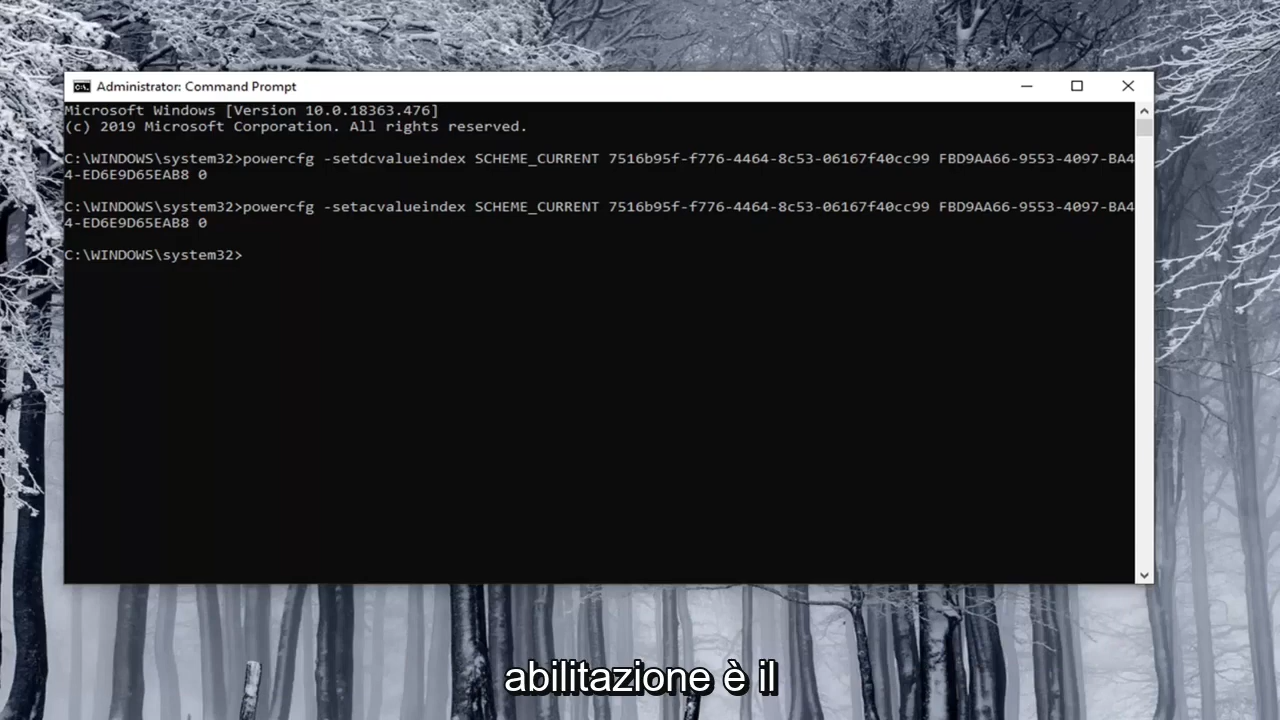 Administrator: Command Prompt
Microsoft Windows [Version 10.0.18363.476]
(c) 2019 Microsoft Corporation. All rights reserved.
C:\WINDOWS\system32>powercfg -setdcvalueindex SCHEME_CURRENT 7516b95f-f776-4464-8c53-06167f40cc99 FBD9AA66-9553-4097-BA4
4-ED6E9D65EAB8 0
C:\WINDOWS\system32>powercfg -setacvalueindex SCHEME_CURRENT 7516b95f-f776-4464-8c53-06167f40cc99 FBD9AA66-9553-4097-BA4
4-ED6E9D65EAB8 0
C:\WINDOWS\system32>
abilitazione è il